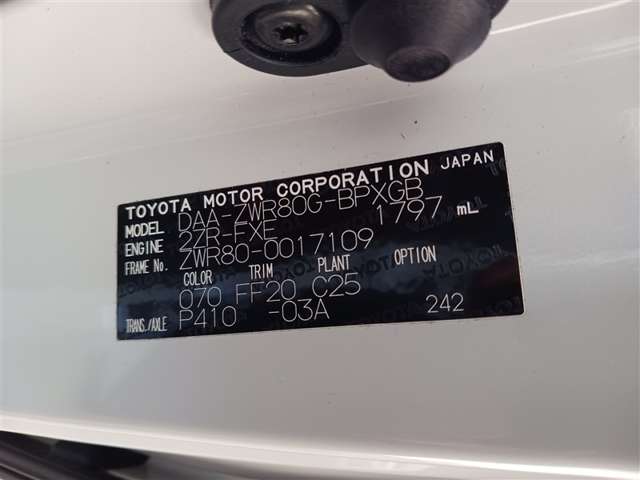 TOYOTA MOTOR CORPORATION JAPAN
MODEL DAA-ZWR80G-BPXGB
ENGINE 2ZR-FXE 1797 mL
FRAME No. ZWR80-0017109
COLOR TRIM PLANT OPTION
070 FF20 C25
TRANS./AXLE P410 -03A 242